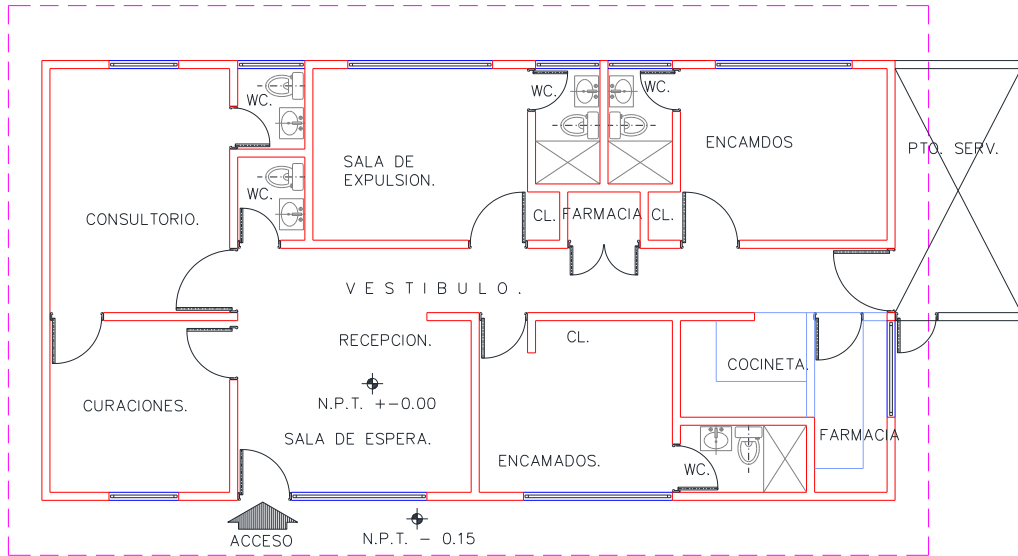 WC.
WC.
WC.
ENCAMDOS
PTO. SERV.
SALA DE
EXPULSION.
WC.
CONSULTORIO.
CL.
FARMACIA
CL.
VESTIBULO.
RECEPCION.
CL.
COCINETA.
N.P.T. +-0.00
CURACIONES.
SALA DE ESPERA.
FARMACIA
ENCAMADOS.
WC.
ACCESO
N.P.T. - 0.15